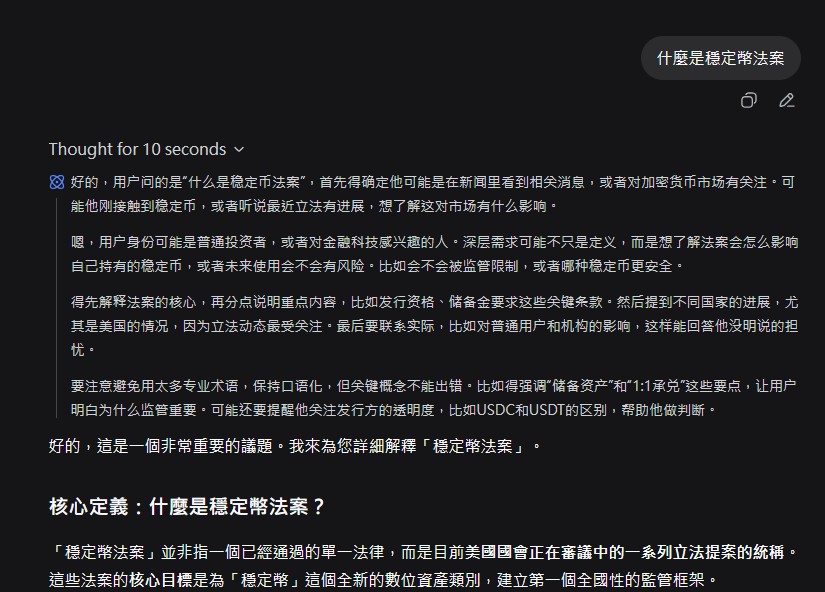 什麼是穩定幣法案
Thought for 10 seconds
好的，用户问的是"什么是稳定币法案"，首先得确定他可能是在新闻里看到相关消息，或者对加密货币市场有关注。可
能他刚接触到稳定币，或者听说最近立法有进展，想了解这对市场有什么影响。
嗯，用户身份可能是普通投资者，或者对金融科技感兴趣的人。深层需求可能不只是定义，而是想了解法案会怎么影响
自己持有的稳定币，或者未来使用会不会有风险。比如会不会被监管限制，或者哪种稳定币更安全。
得先解释法案的核心，再分点说明重点内容，比如发行资格、储备金要求这些关键条款。然后提到不同国家的进展，尤
其是美国的情况，因为立法动态最受关注。最后要联系实际，比如对普通用户和机构的影响，这样能回答他没明说的担
忧。
要注意避免用太多专业术语，保持口语化，但关键概念不能出错。比如得强调"储备资产"和"1:1承兑"这些要点，让用户
明白为什么监管重要。可能还要提醒他关注发行方的透明度，比如USDC和USDT的区别，帮助他做判断。
好的，這是一個非常重要的議題。我來為您詳細解釋「穩定幣法案」。
核心定義：什麼是穩定幣法案？
「穩定幣法案」並非指一個已經通過的單一法律，而是目前美國國會正在審議中的一系列立法提案的統稱。
這些法案的核心目標是為「穩定幣」這個全新的數位資產類別，建立第一個全國性的監管框架。